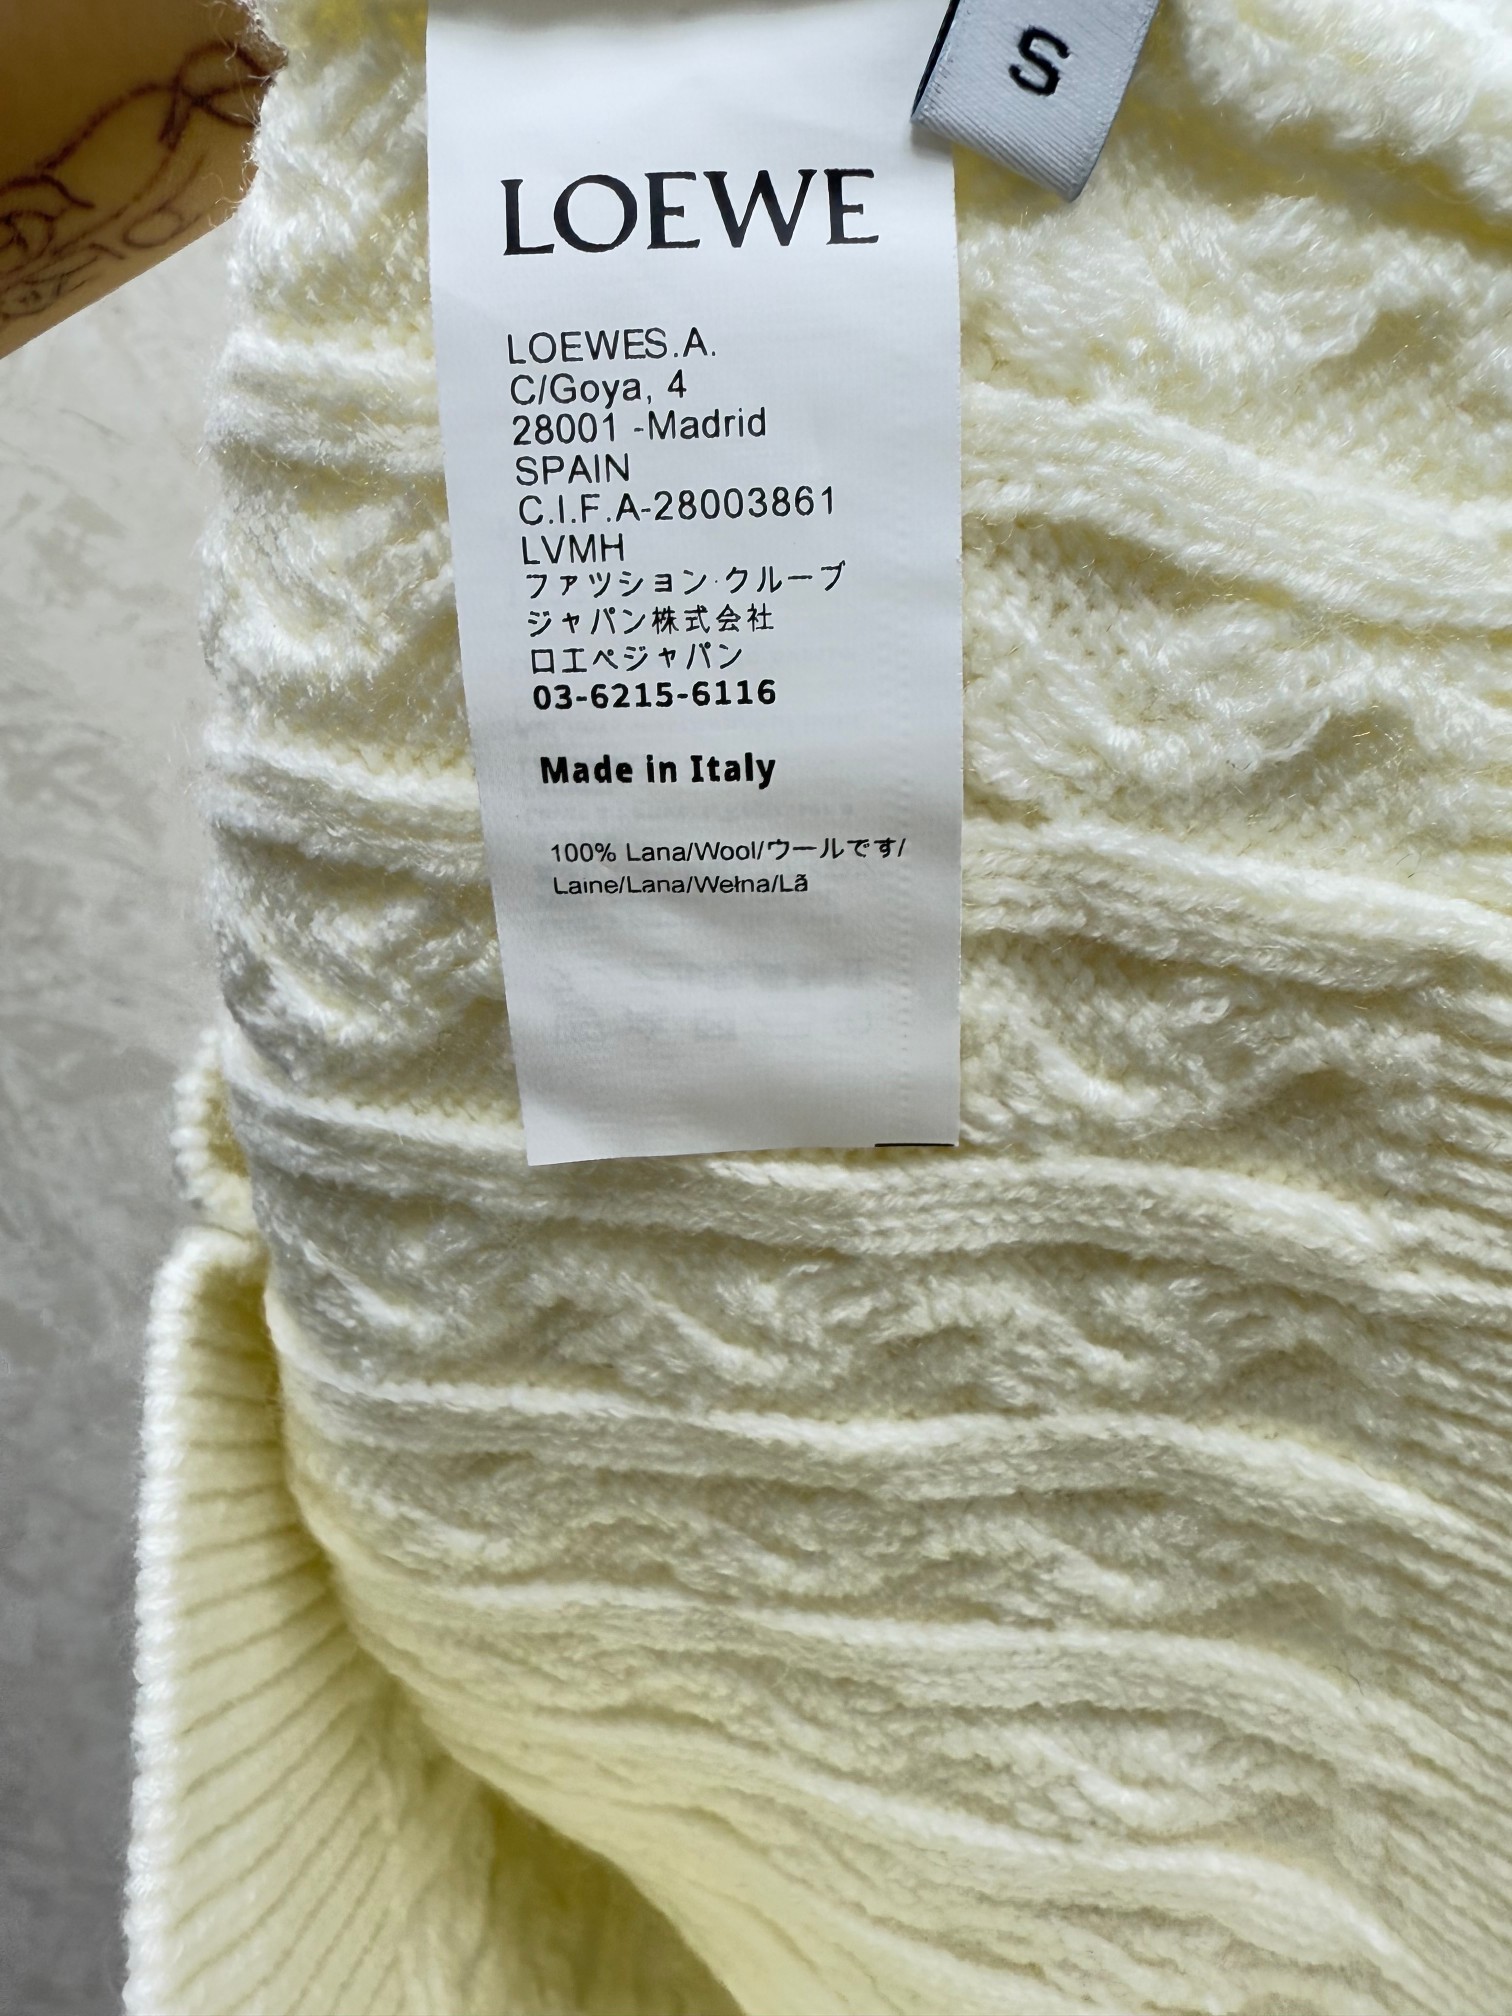 S
LOEWE
LOEWES.A.
C/Goya, 4
28001 -Madrid
SPAIN
C.I.F.A-28003861
LVMH
ファッション·クループ
ジャパン株式会社
ロエペジャパン
03-6215-6116
Made in Italy
100% Lana/Wool/ウールです/
Laine/Lana/Wełna/Lã